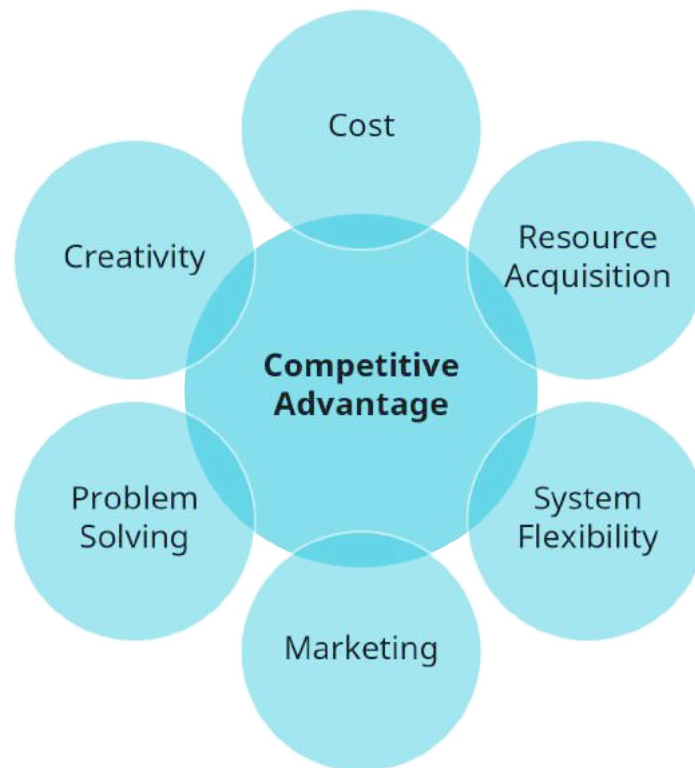 Cost
Resource
Acquisition
System
Flexibility
Marketing
Problem
Solving
Creativity
Competitive
Advantage